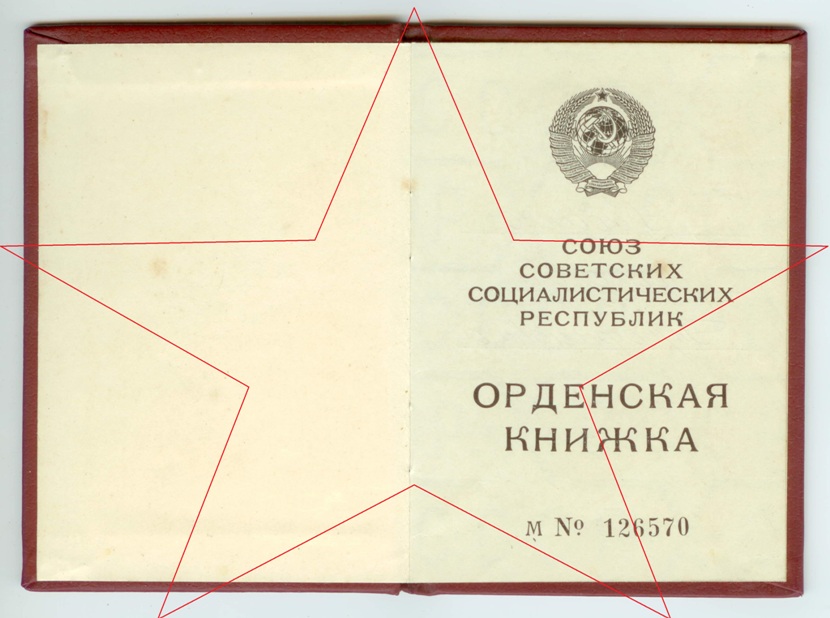 СОЮЗ
СОВЕТСКИХ
СОЦИАЛИСТИЧЕСКИХ
РЕСПУБЛИК
ОРДЕНСКАЯ
КНИЖКА
М № 126570